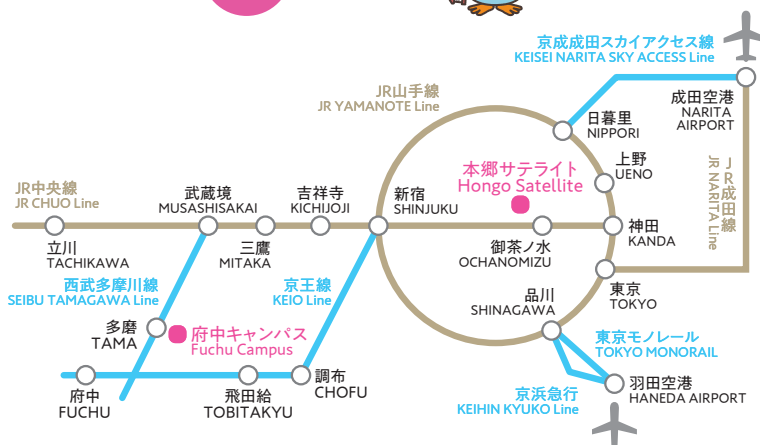 京成成田スカイアクセス線
KEISEI NARITA SKY ACCESS Line
JR山手線
JR YAMANOTE Line
成田空港
NARITA
AIRPORT
日暮里
NIPPORI
上野
UENO
本郷サテライト
Hongo Satellite
JR成田線
JR NARITA Line
JR中央線
JR CHUO Line
武蔵境
MUSASHISAKAI
吉祥寺
KICHIJOJI
新宿
SHINJUKU
神田
KANDA
立川
TACHIKAWA
三鷹
MITAKA
御茶ノ水
OCHANOMIZU
西武多摩川線
SEIBU TAMAGAWA Line
京王線
KEIO Line
品川
SHINAGAWA
東京
TOKYO
多磨
TAMA
府中キャンパス
Fuchu Campus
東京モノレール
TOKYO MONORAIL
府中
FUCHU
飛田給
TOBITAKYU
調布
CHOFU
京浜急行
KEIHIN KYUKO Line
羽田空港
HANEDA AIRPORT